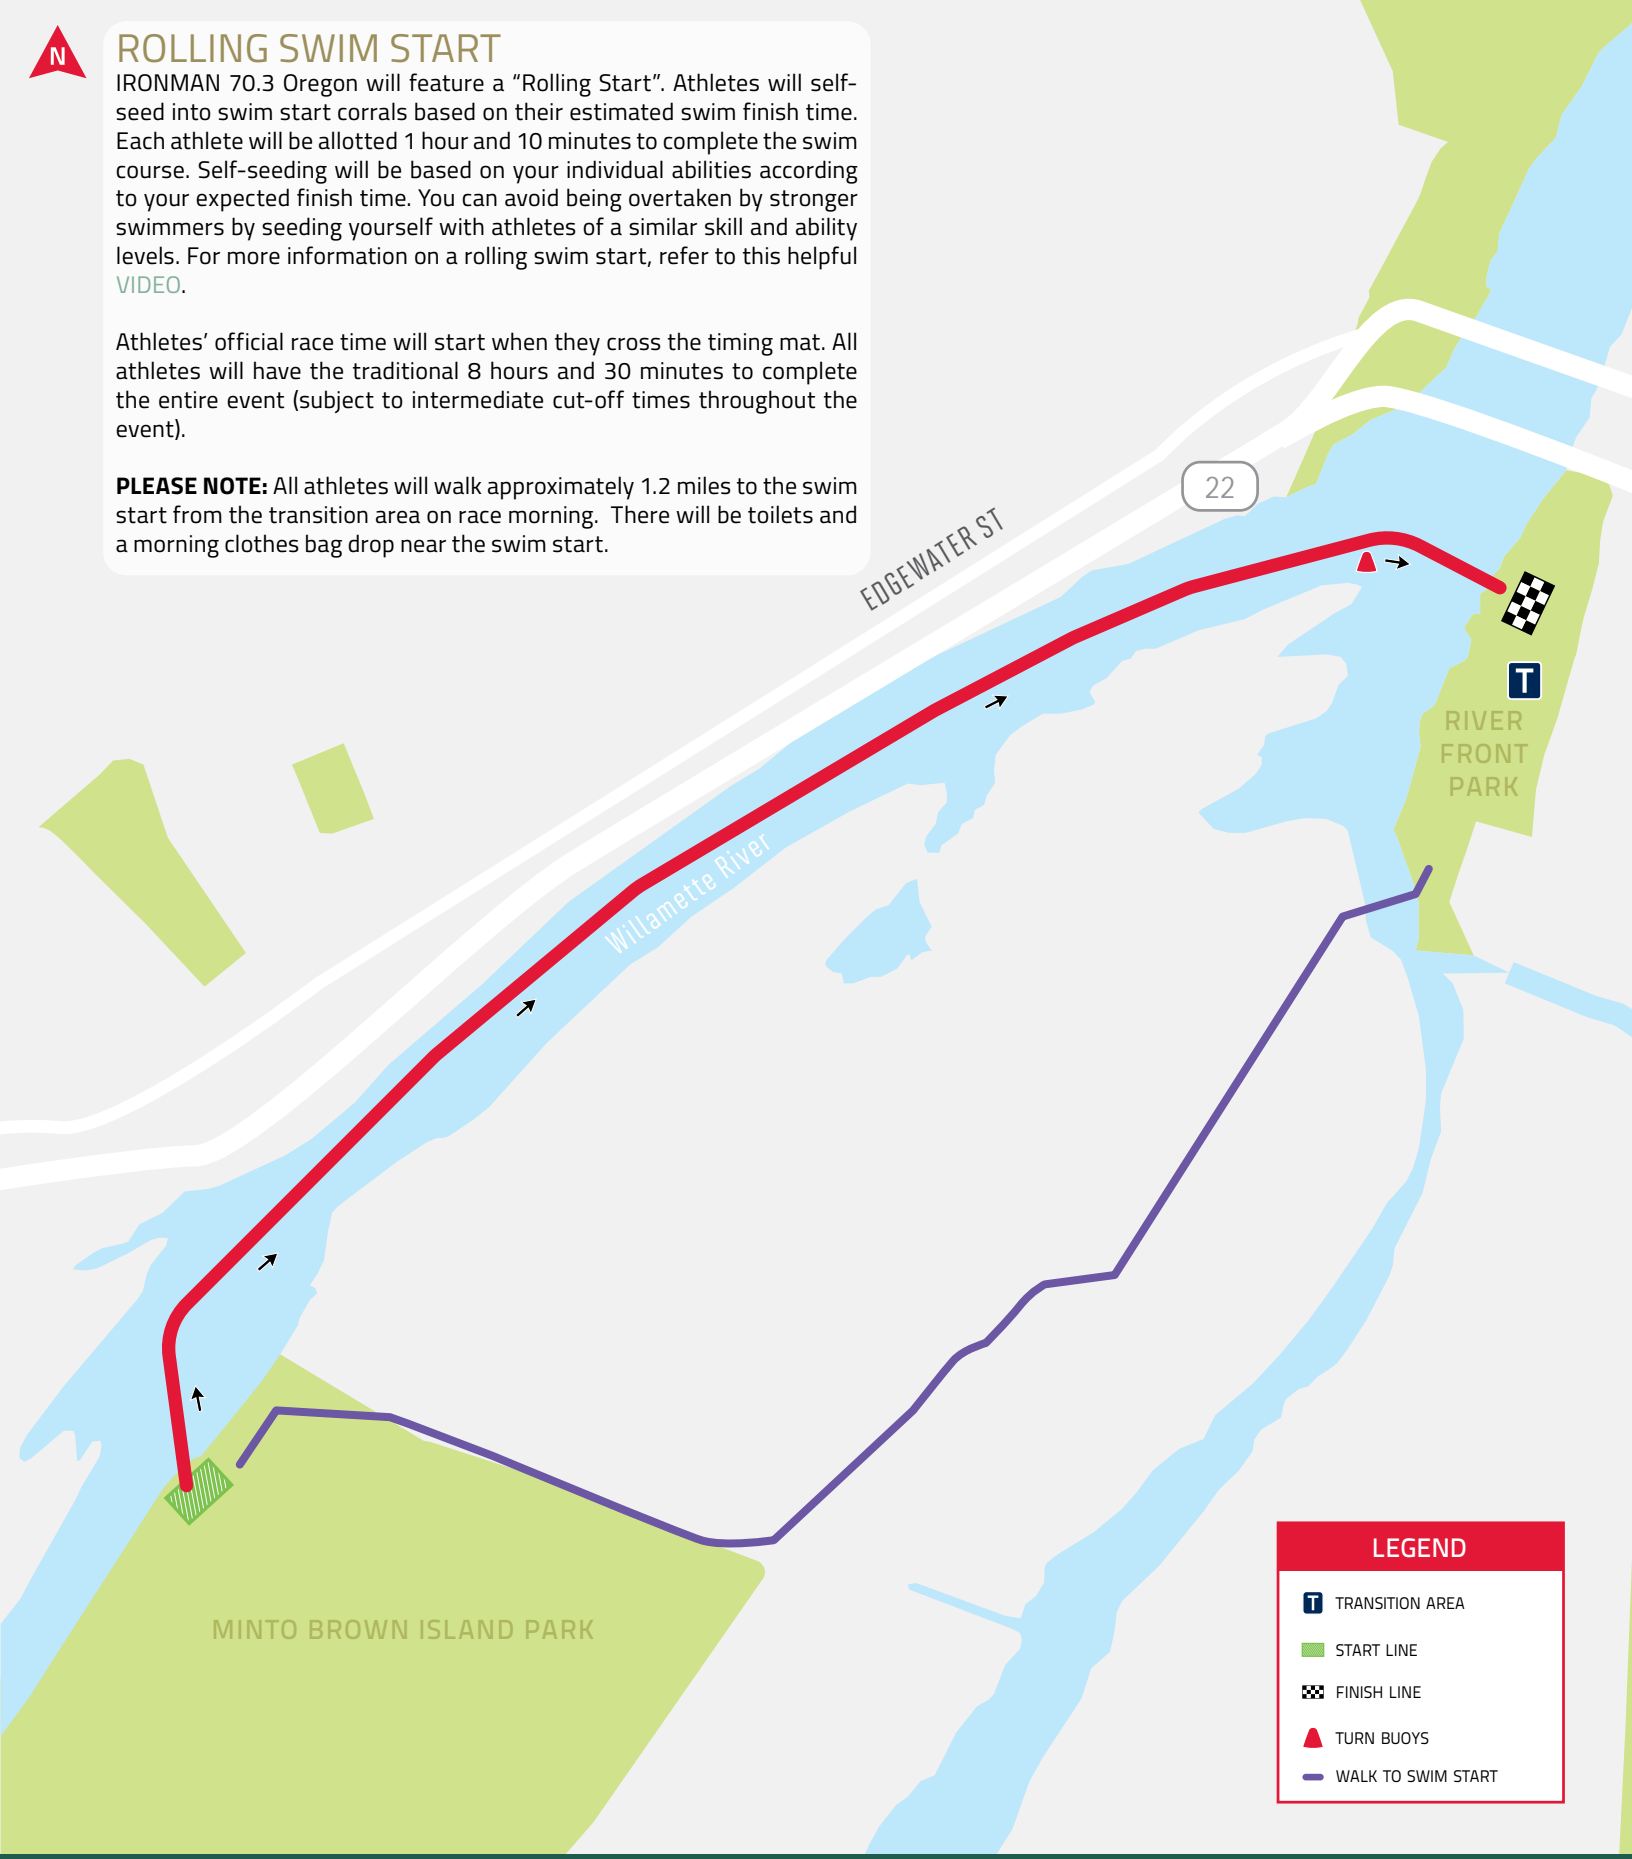 N
ROLLING SWIM START
IRONMAN 70.3 Oregon will feature a “Rolling Start”. Athletes will self-
seed into swim start corrals based on their estimated swim finish time.
Each athlete will be allotted 1 hour and 10 minutes to complete the swim
course. Self-seeding will be based on your individual abilities according
to your expected finish time. You can avoid being overtaken by stronger
swimmers by seeding yourself with athletes of a similar skill and ability
levels. For more information on a rolling swim start, refer to this helpful
VIDEO.
Athletes’ official race time will start when they cross the timing mat. All
athletes will have the traditional 8 hours and 30 minutes to complete
the entire event (subject to intermediate cut-off times throughout the
event).
PLEASE NOTE: All athletes will walk approximately 1.2 miles to the swim
start from the transition area on race morning.  There will be toilets and
a morning clothes bag drop near the swim start.
22
EDGEWATER ST
T
RIVER
FRONT
PARK
Willamette River
MINTO BROWN ISLAND PARK
LEGEND
T TRANSITION AREA
START LINE
FINISH LINE
TURN BUOYS
WALK TO SWIM START